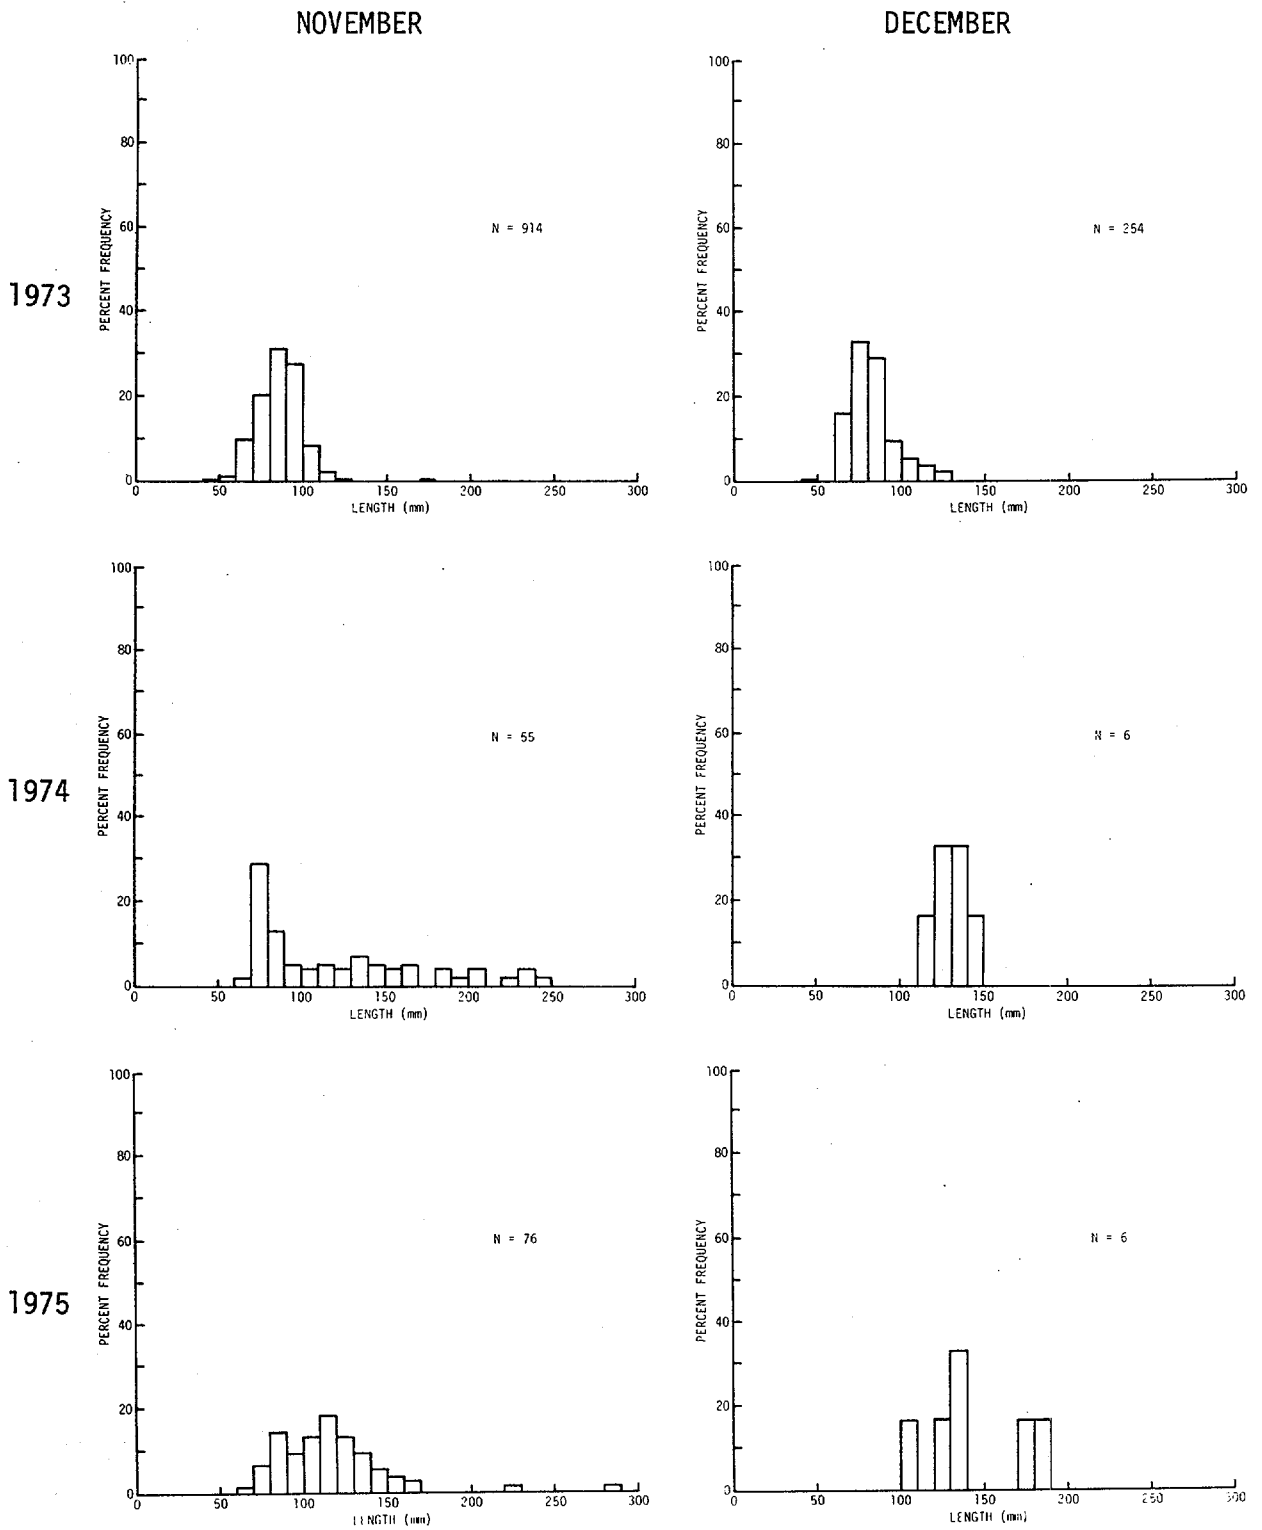 NOVEMBER
DECEMBER
1973
PERCENT FREQUENCY
100
80
60
40
20
0
N = 914
0 50 100 150 200 250 300
LENGTH (mm)
PERCENT FREQUENCY
100
80
60
40
20
0
N = 254
0 50 100 150 200 250 300
LENGTH (mm)
1974
PERCENT FREQUENCY
100
80
60
40
20
0
N = 55
0 50 100 150 200 250 300
LENGTH (mm)
PERCENT FREQUENCY
100
80
60
40
20
0
N = 6
0 50 100 150 200 250 300
LENGTH (mm)
1975
PERCENT FREQUENCY
100
80
60
40
20
0
N = 76
0 50 100 150 200 250 300
LENGTH (mm)
PERCENT FREQUENCY
100
80
60
40
20
0
N = 6
0 50 100 150 200 250 300
LENGTH (mm)